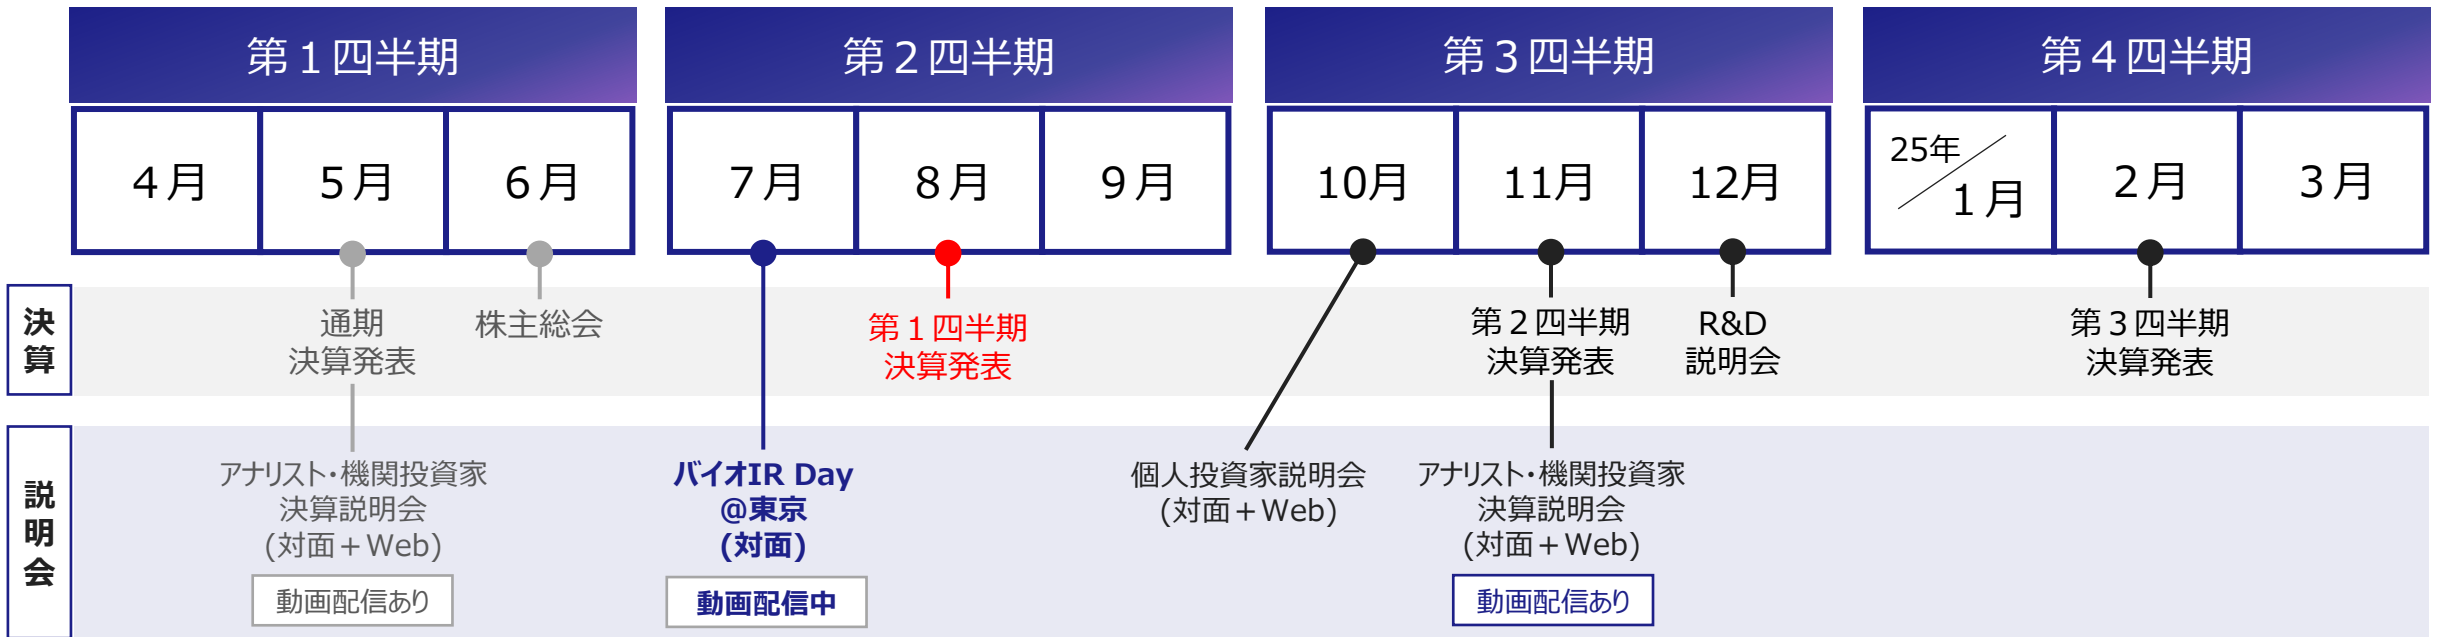 第１四半期
第２四半期
第３四半期
第４四半期
４月
５月
６月
７月
８月
９月
10月
11月
12月
25年
１月
２月
３月
決算
通期
決算発表
株主総会
第１四半期
決算発表
第２四半期
決算発表
R&D
説明会
第３四半期
決算発表
説明会
アナリスト・機関投資家
決算説明会
(対面＋Web)
動画配信あり
バイオIR Day
@東京
(対面)
動画配信中
個人投資家説明会
(対面＋Web)
アナリスト・機関投資家
決算説明会
(対面＋Web)
動画配信あり